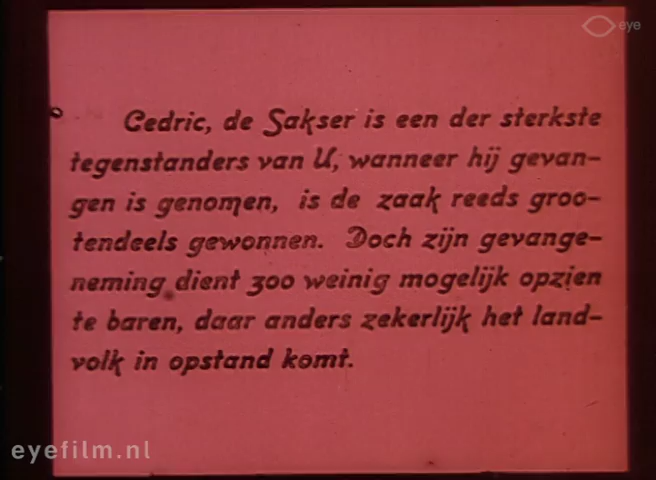 eye
Cedric, de Sakser is een der sterkste
tegenstanders van U, wanneer hij gevan-
gen is genomen, is de zaak reeds groo-
tendeels gewonnen. Doch zijn gevange-
neming dient zoo weinig mogelijk opzien
te baren, daar anders zekerlijk het land-
volk in opstand komt.
eyefilm.nl